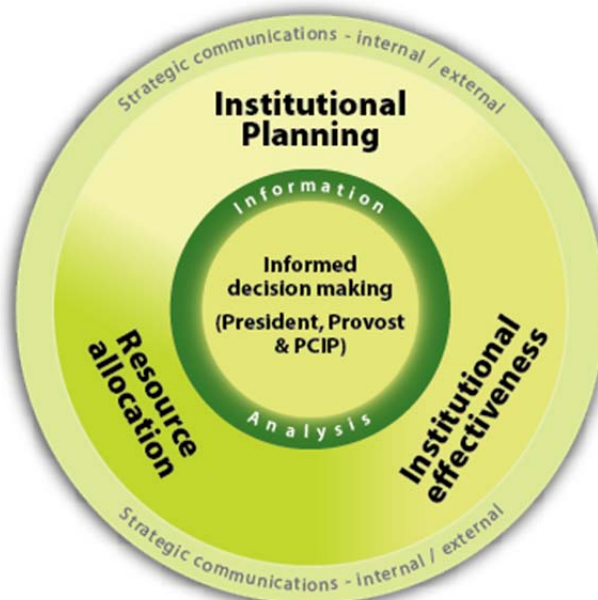 Strategic communications - internal / external
Institutional
Planning
Information
Informed
decision making
(President, Provost
& PCIP)
Analysis
Resource
allocation
Institutional
effectiveness
Strategic communications - internal / external